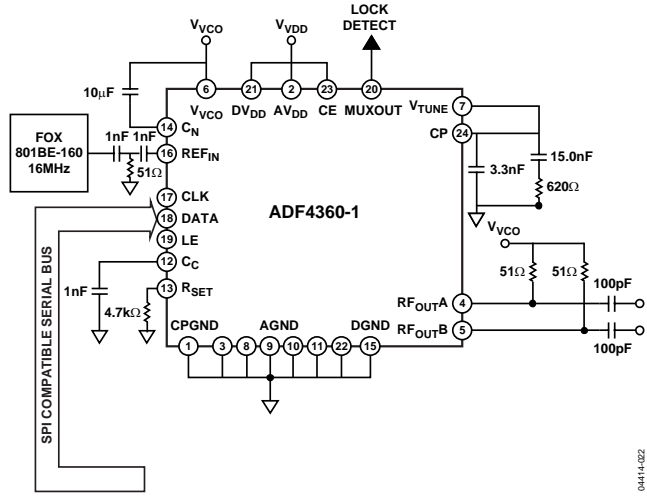 LOCK
DETECT
VVCO
VVDD
10µF
6
21
2
23
20
VVCO
DVDD
AVDD
CE
MUXOUT
VTUNE
7
14
CN
CP
24
FOX
801BE-160
16MHz
1nF
1nF
16
REFIN
51Ω
3.3nF
15.0nF
620Ω
17
CLK
18
DATA
19
LE
ADF4360-1
12
CC
13
RSET
1nF
4.7kΩ
VVCO
51Ω
51Ω
100pF
RFOUTA
4
RFOUTB
5
100pF
CPGND
AGND
DGND
1
3
8
9
10
11
22
15
SPI COMPATIBLE SERIAL BUS
04414-022